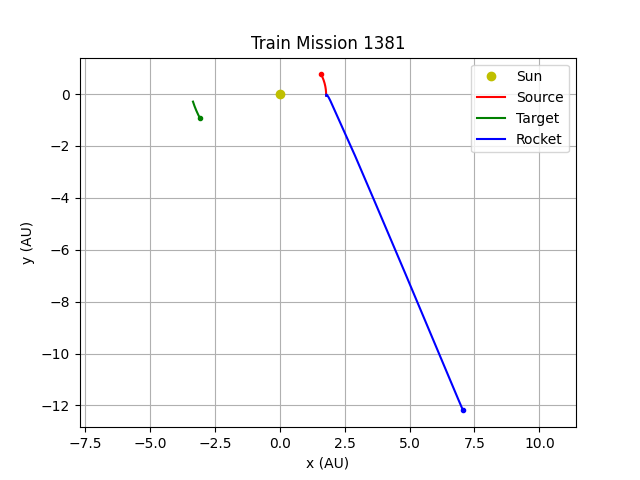 Train Mission 1381
Sun
Source
Target
Rocket
0
−2
−4
−6
−8
−10
−12
y (AU)
−7.5 −5.0 −2.5 0.0 2.5 5.0 7.5 10.0
x (AU)